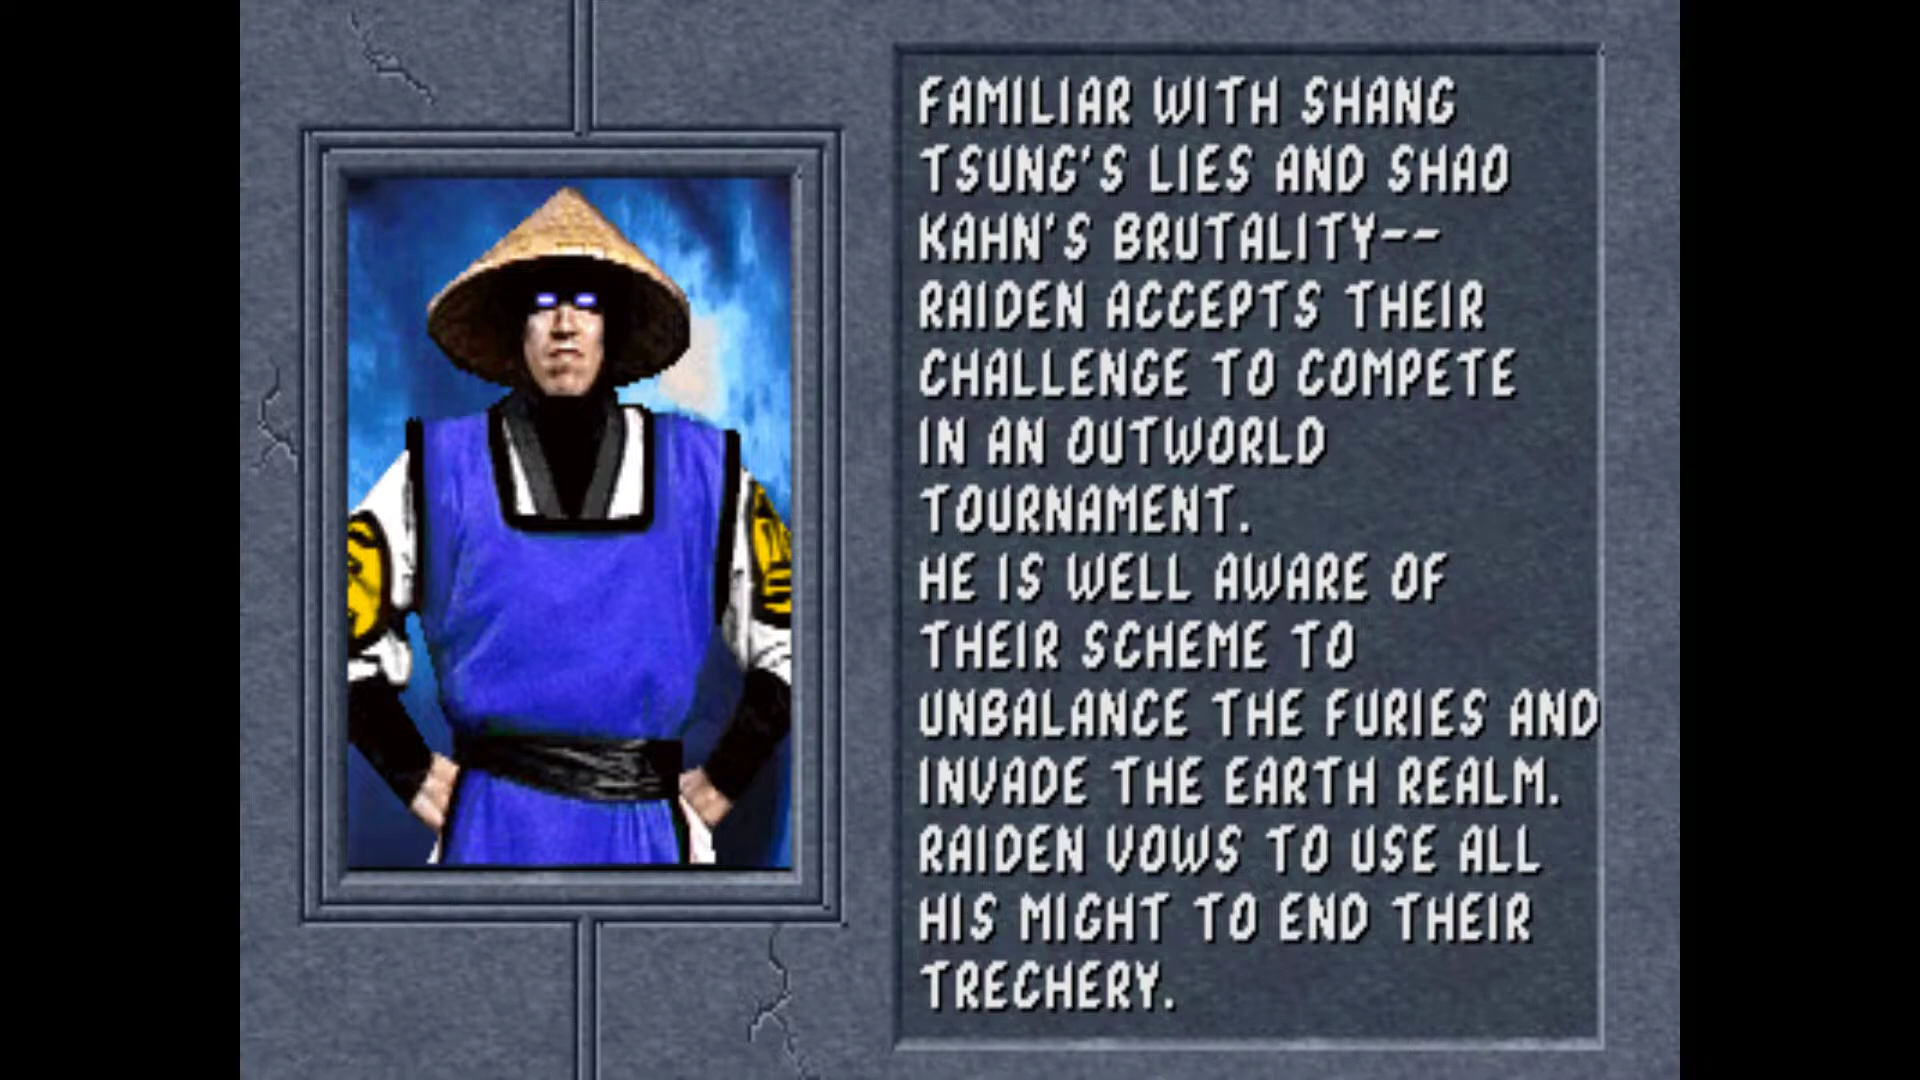 FAMILIAR WITH SHANG
TSUNG'S LIES AND SHAO
KAHN'S BRUTALITY--
RAIDEN ACCEPTS THEIR
CHALLENGE TO COMPETE
IN AN OUTWORLD
TOURNAMENT.
HE IS WELL AWARE OF
THEIR SCHEME TO
UNBALANCE THE FURIES AND
INVADE THE EARTH REALM.
RAIDEN VOWS TO USE ALL
HIS MIGHT TO END THEIR
TRECHERY.